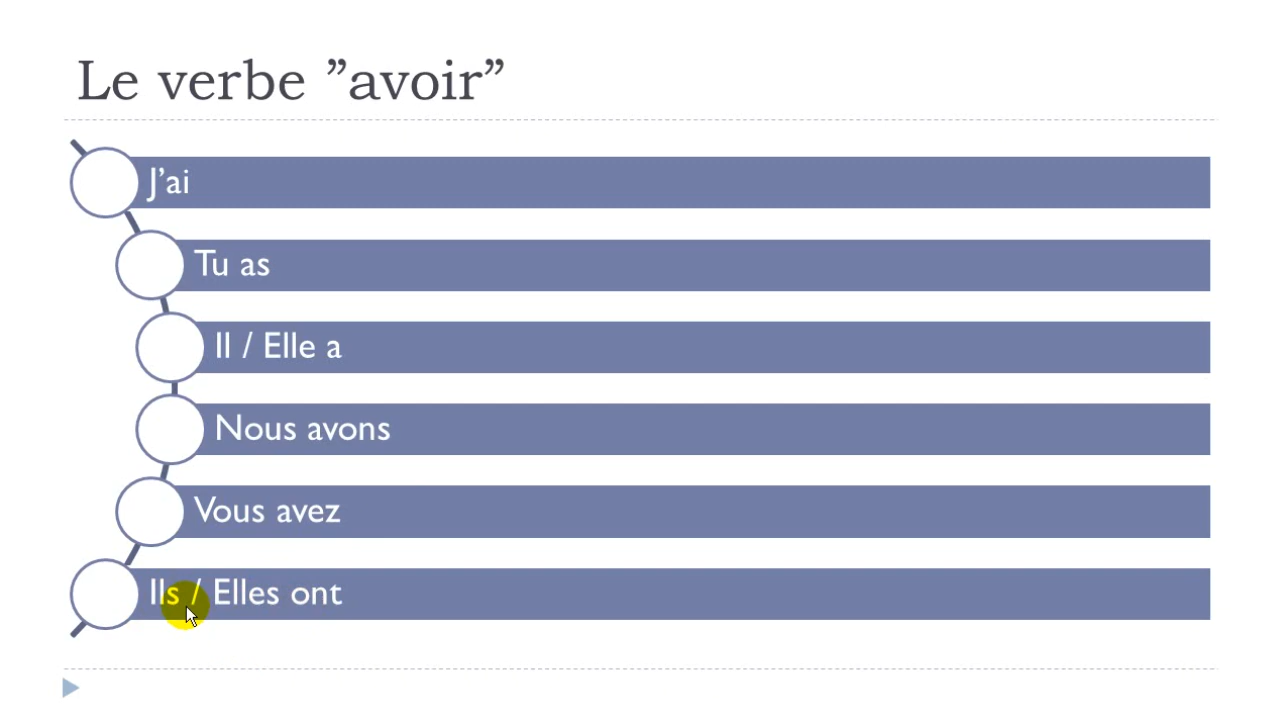 Le verbe ”avoir”
J’ai
Tu as
Il / Elle a
Nous avons
Vous avez
Ils / Elles ont